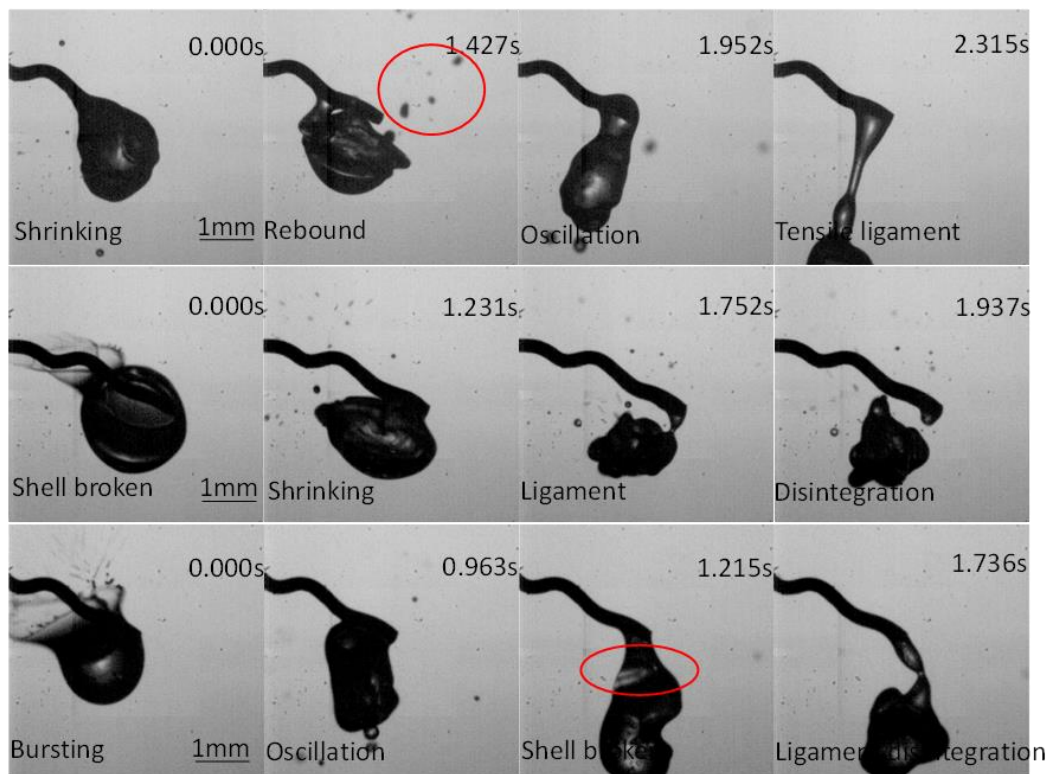 0.000s
1.427s
1.952s
2.315s
Shrinking
1mm
Rebound
Oscillation
Tensile ligament
0.000s
1.231s
1.752s
1.937s
Shell broken
1mm
Shrinking
Ligament
Disintegration
0.000s
0.963s
1.215s
1.736s
Bursting
1mm
Oscillation
Shell broken
Ligament disintegration